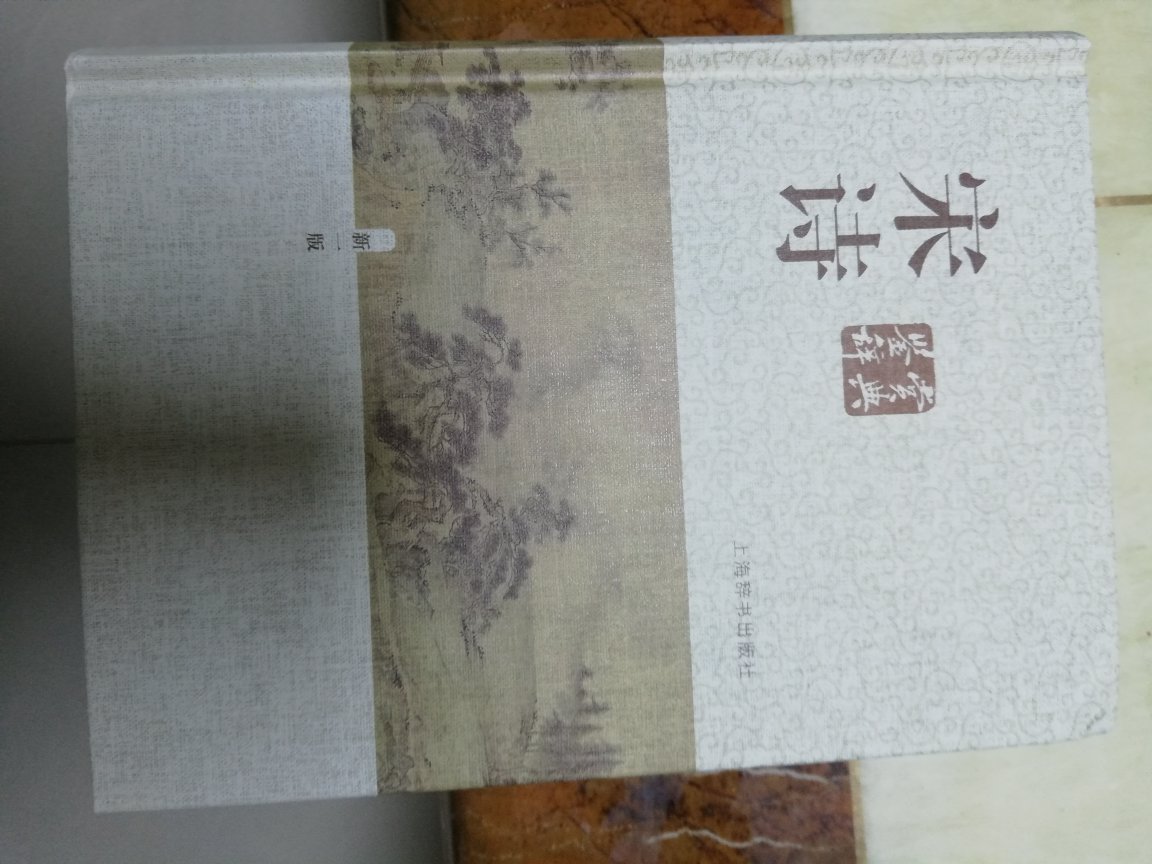 宋诗
鉴赏
辞典
上海辞书出版社
新一版